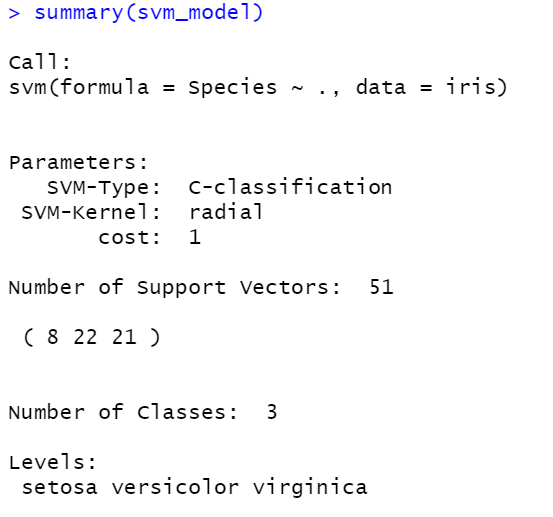 > summary(svm_model)
Call:
svm(formula = Species ~ ., data = iris)
Parameters:
SVM-Type: C-classification
SVM-Kernel: radial
cost: 1
Number of Support Vectors: 51
( 8 22 21 )
Number of Classes: 3
Levels:
setosa versicolor virginica